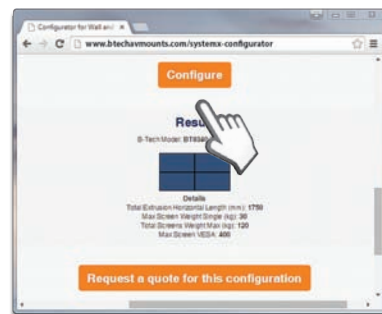 Configurator for Wall and
www.btechavmounts.com/systemx-configurator
Configure
Resu
B-Tech Model: BT8340
Details
Total Extrusion Horizontal Length (mm): 1750
Max Screen Weight Single (kg): 30
Total Screens Weight Max (kg): 120
Max Screen VESA: 400
Request a quote for this configuration